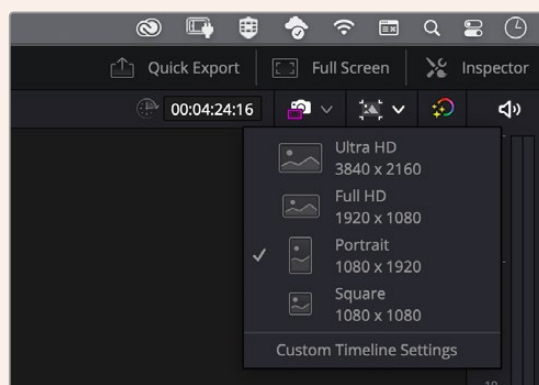 Quick Export
Full Screen
Inspector
00:04:24:16
Ultra HD
3840 x 2160
Full HD
1920 x 1080
Portrait
1080 x 1920
Square
1080 x 1080
Custom Timeline Settings